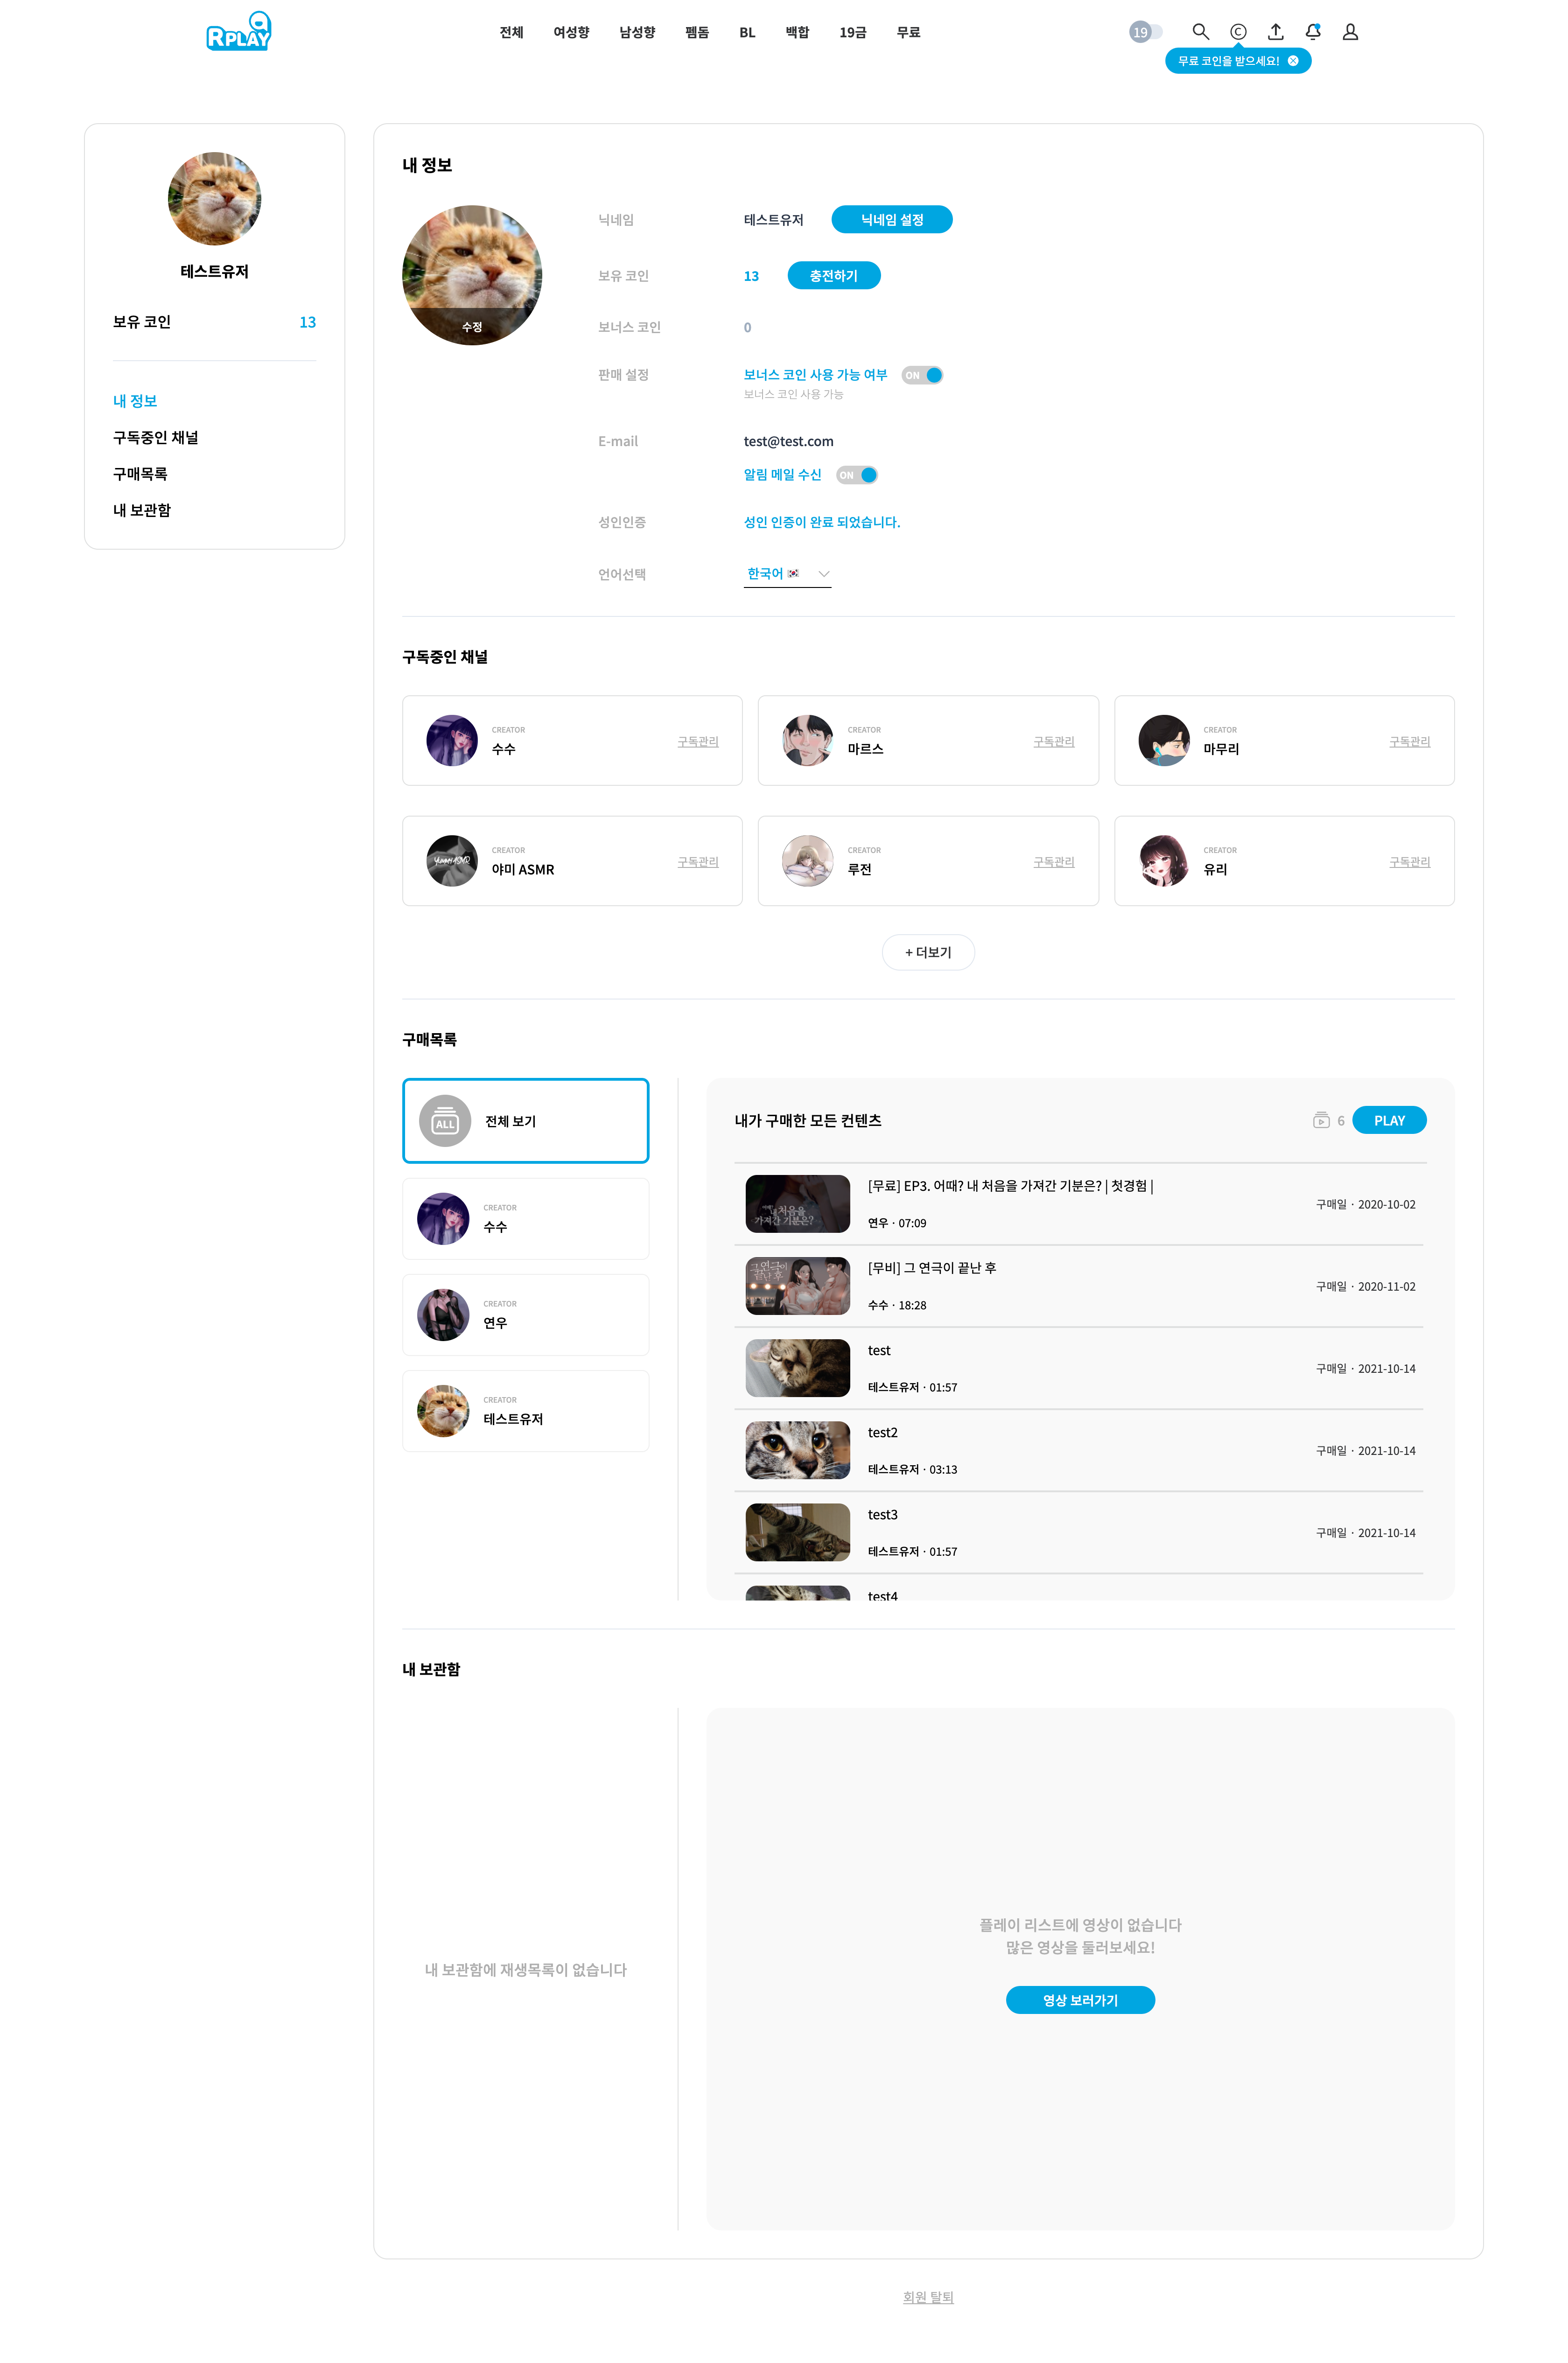 RPLAY
전체 여성향 남성향 펨돔 BL 백합 19금 무료
19
무료 코인을 받으세요!
테스트유저
보유 코인 13
내 정보
구독중인 채널
구매목록
내 보관함
내 정보
수정
닉네임 테스트유저 닉네임 설정
보유 코인 13 충전하기
보너스 코인 0
판매 설정 보너스 코인 사용 가능 여부 ON
보너스 코인 사용 가능
E-mail test@test.com
알림 메일 수신 ON
성인인증 성인 인증이 완료 되었습니다.
언어선택 한국어 🇰🇷
구독중인 채널
CREATOR
수수
구독관리
CREATOR
마르스
구독관리
CREATOR
마무리
구독관리
YummyASMR
CREATOR
야미 ASMR
구독관리
CREATOR
루전
구독관리
CREATOR
유리
구독관리
+ 더보기
구매목록
ALL
전체 보기
CREATOR
수수
CREATOR
연우
CREATOR
테스트유저
내가 구매한 모든 컨텐츠 6 PLAY
처음을
가져간 기분은?
[무료] EP3. 어때? 내 처음을 가져간 기분은? | 첫경험 |
연우 · 07:09
구매일 · 2020-10-02
그 연극이
끝난 후
[무비] 그 연극이 끝난 후
수수 · 18:28
구매일 · 2020-11-02
test
테스트유저 · 01:57
구매일 · 2021-10-14
test2
테스트유저 · 03:13
구매일 · 2021-10-14
test3
테스트유저 · 01:57
구매일 · 2021-10-14
test4
내 보관함
내 보관함에 재생목록이 없습니다
플레이 리스트에 영상이 없습니다
많은 영상을 둘러보세요!
영상 보러가기
회원 탈퇴